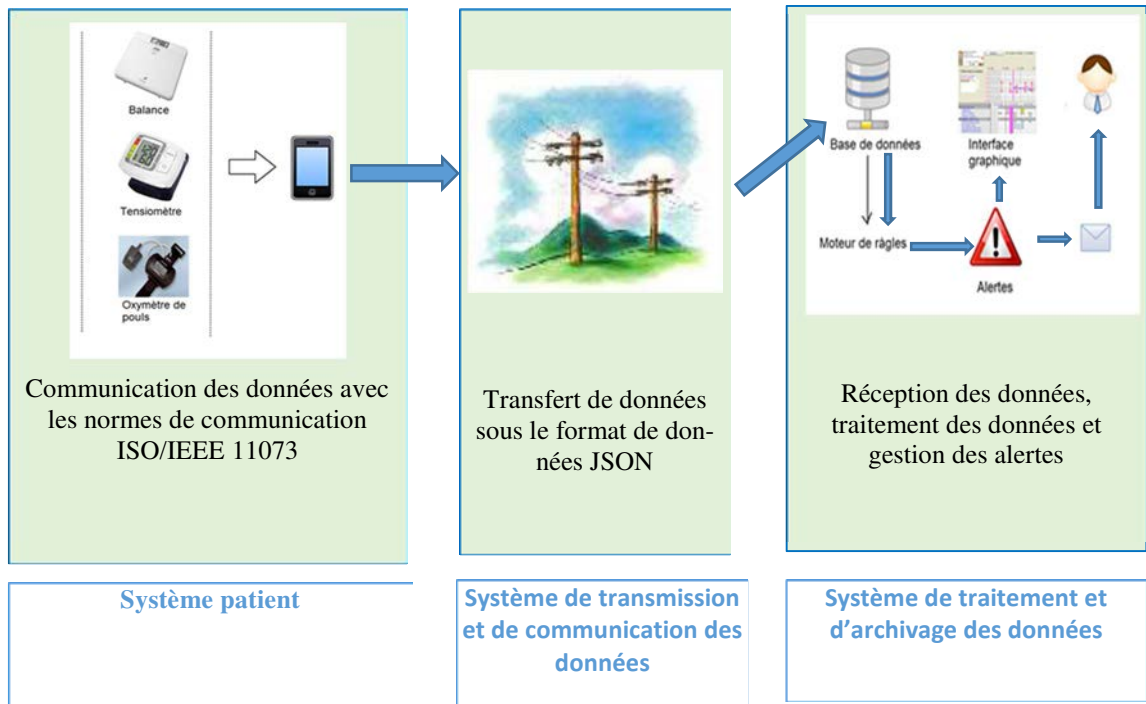 Balance
Tensiomètre
Oxymètre de
pouls
Communication des données avec
les normes de communication
ISO/IEEE 11073
Transfert de données
sous le format de don-
nées JSON
Base de données
Interface
graphique
Moteur de règles
Alertes
Réception des données,
traitement des données et
gestion des alertes
Système patient
Système de transmission
et de communication des
données
Système de traitement et
d'archivage des données